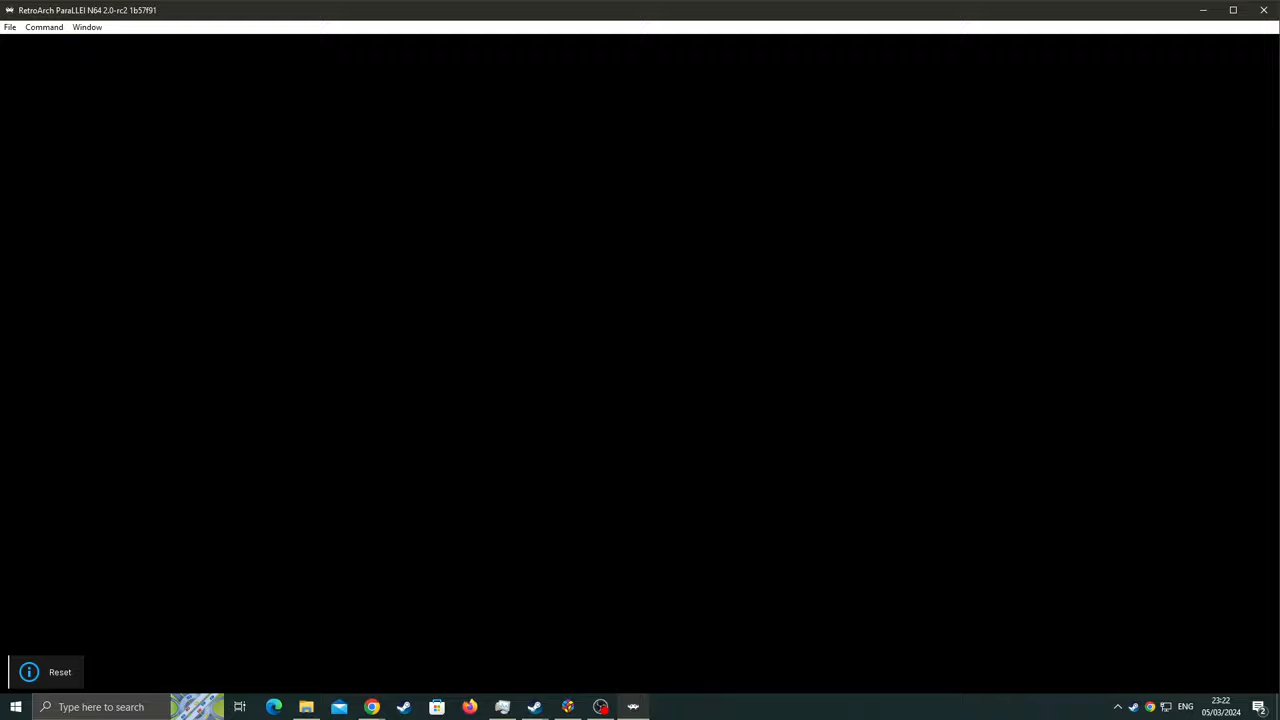 RetroArch ParaLLEl N64 2.0-rc2 1b57f91
File Command Window
Reset
Type here to search
ENG
23:22
05/03/2024
2